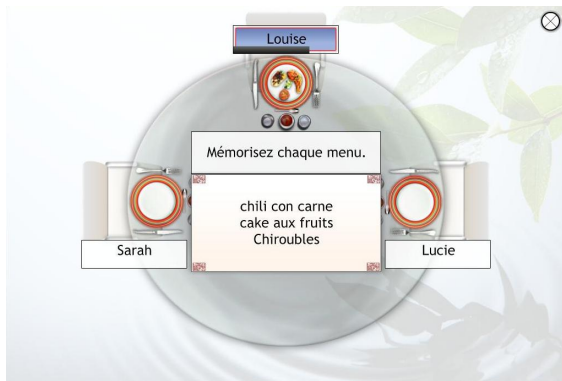 Louise
Mémorisez chaque menu.
chili con carne
cake aux fruits
Chiroubles
Sarah
Lucie